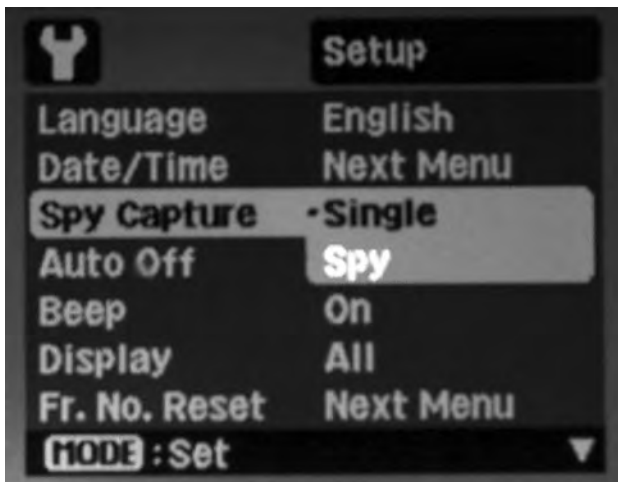 Setup
Language English
Date/Time Next Menu
Spy Capture •Single
Auto Off Spy
Beep On
Display All
Fr. No. Reset Next Menu
MODE :Set